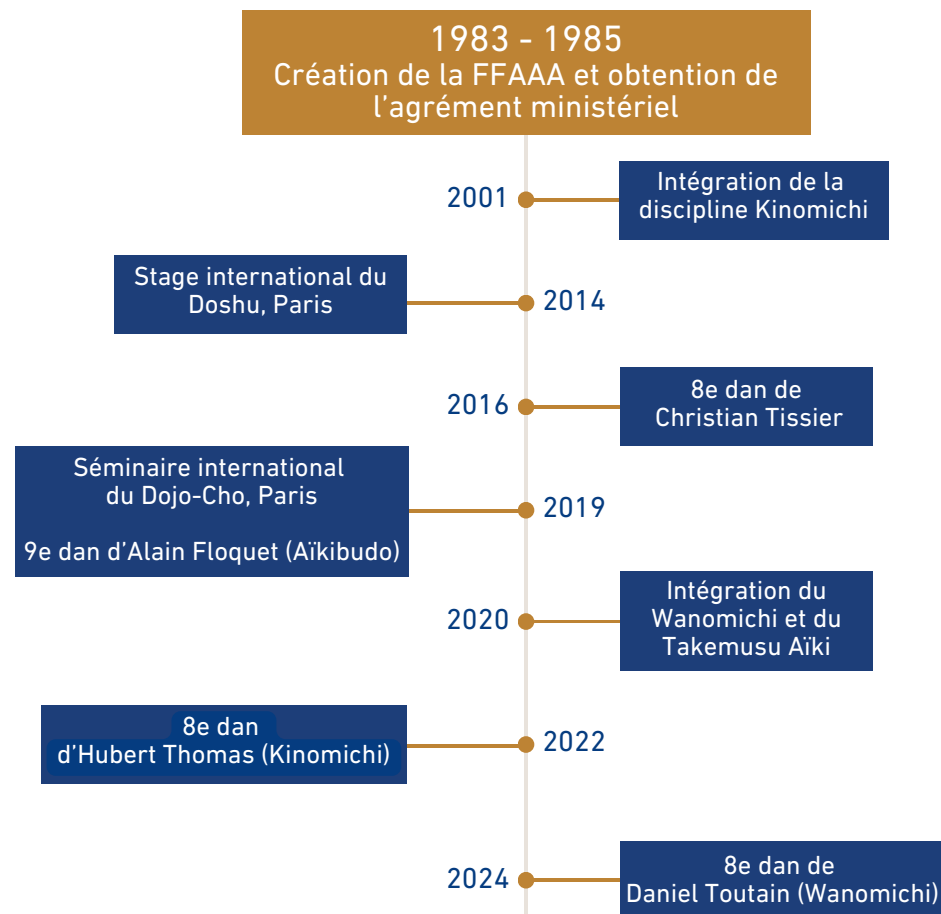 1983 - 1985
Création de la FFAAA et obtention de
l'agrément ministériel
2001
Intégration de la
discipline Kinomichi
Stage international du
Doshu, Paris
2014
2016
8e dan de
Christian Tissier
Séminaire international
du Dojo-Cho, Paris
9e dan d'Alain Floquet (Aïkibudo)
2019
2020
Intégration du
Wanomichi et du
Takemusu Aïki
8e dan
d'Hubert Thomas (Kinomichi)
2022
2024
8e dan de
Daniel Toutain (Wanomichi)